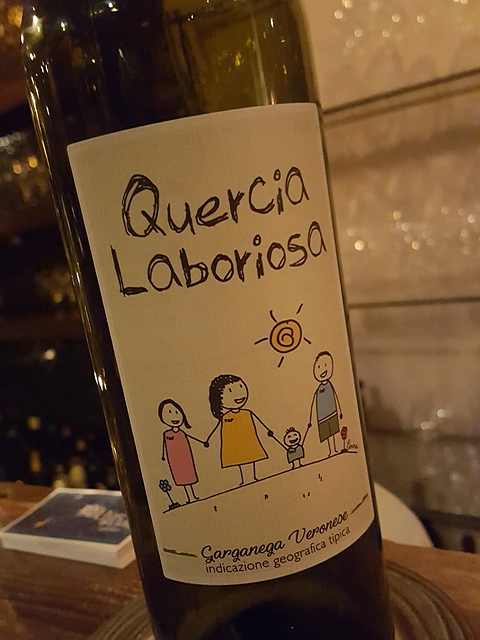 Quercia
Laboriosa
Garganega Veronese
indicazione geografica tipica